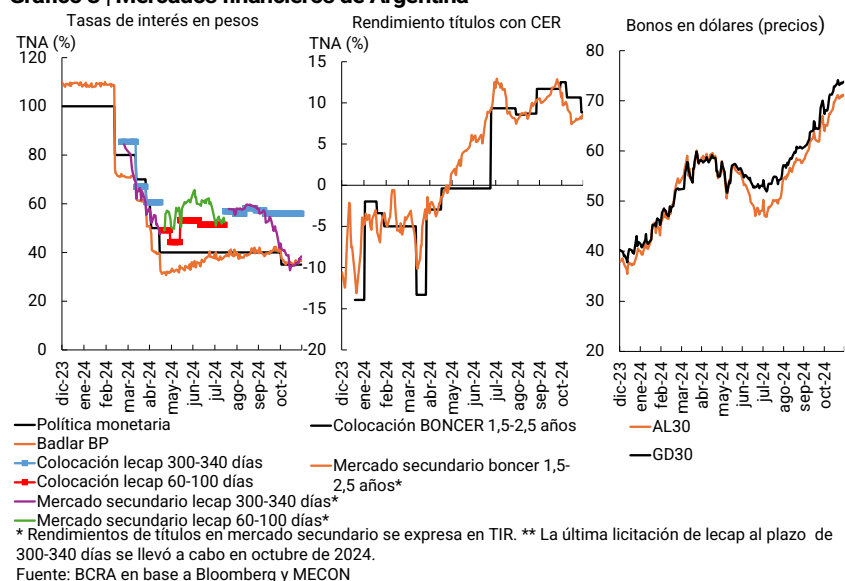 Gráfico 8 | Mercados financieros de Argentina
Tasas de interés en pesos
TNA (%)
120
100
80
60
40
20
0
dic-23
ene-24
feb-24
mar-24
abr-24
may-24
jun-24
jul-24
ago-24
sep-24
oct-24
Política monetaria
Badlar BP
Colocación lecap 300-340 días
Colocación lecap 60-100 días
Mercado secundario lecap 300-340 días*
Mercado secundario lecap 60-100 días*
Rendimiento títulos con CER
TNA (%)
15
10
5
0
-5
-10
-15
-20
dic-23
ene-24
feb-24
mar-24
abr-24
may-24
jun-24
jul-24
ago-24
sep-24
oct-24
Colocación BONCER 1,5-2,5 años
Mercado secundario boncer 1,5-
2,5 años*
Bonos en dólares (precios)
80
70
60
50
40
30
20
dic-23
ene-24
feb-24
mar-24
abr-24
may-24
jun-24
jul-24
ago-24
sep-24
oct-24
AL30
GD30
* Rendimientos de títulos en mercado secundario se expresa en TIR. ** La última licitación de lecap al plazo de
300-340 días se llevó a cabo en octubre de 2024.
Fuente: BCRA en base a Bloomberg y MECON